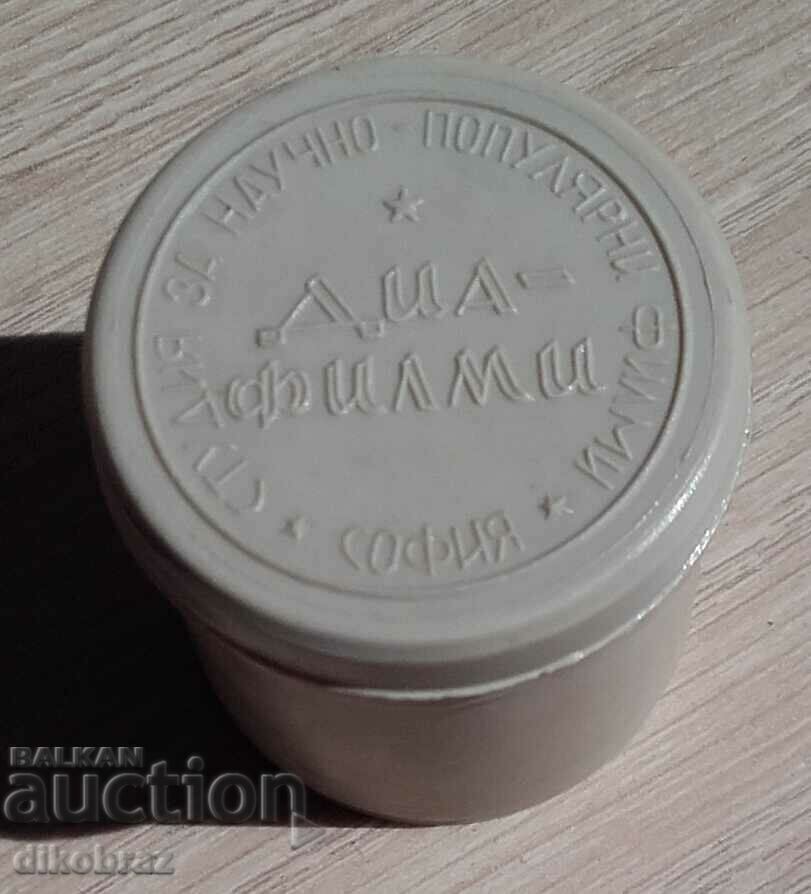 СТУДИЯ ЗА НАУЧНО - ПОПУЛЯРНИ ФИЛМИ
★
ДИА-
ФИЛМИ
★ СОФИЯ ★
BALKAN
auction
dikobraz